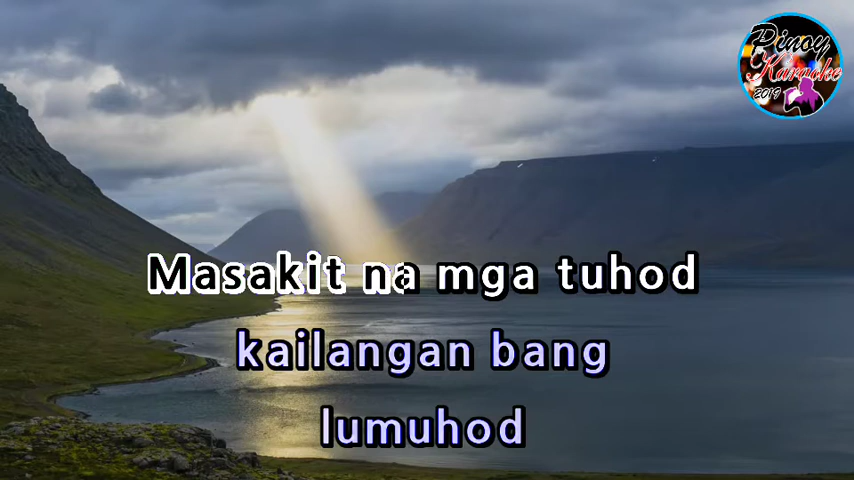 Pinoy
Karaoke
2019
Masakit na mga tuhod
kailangan bang
lumuhod